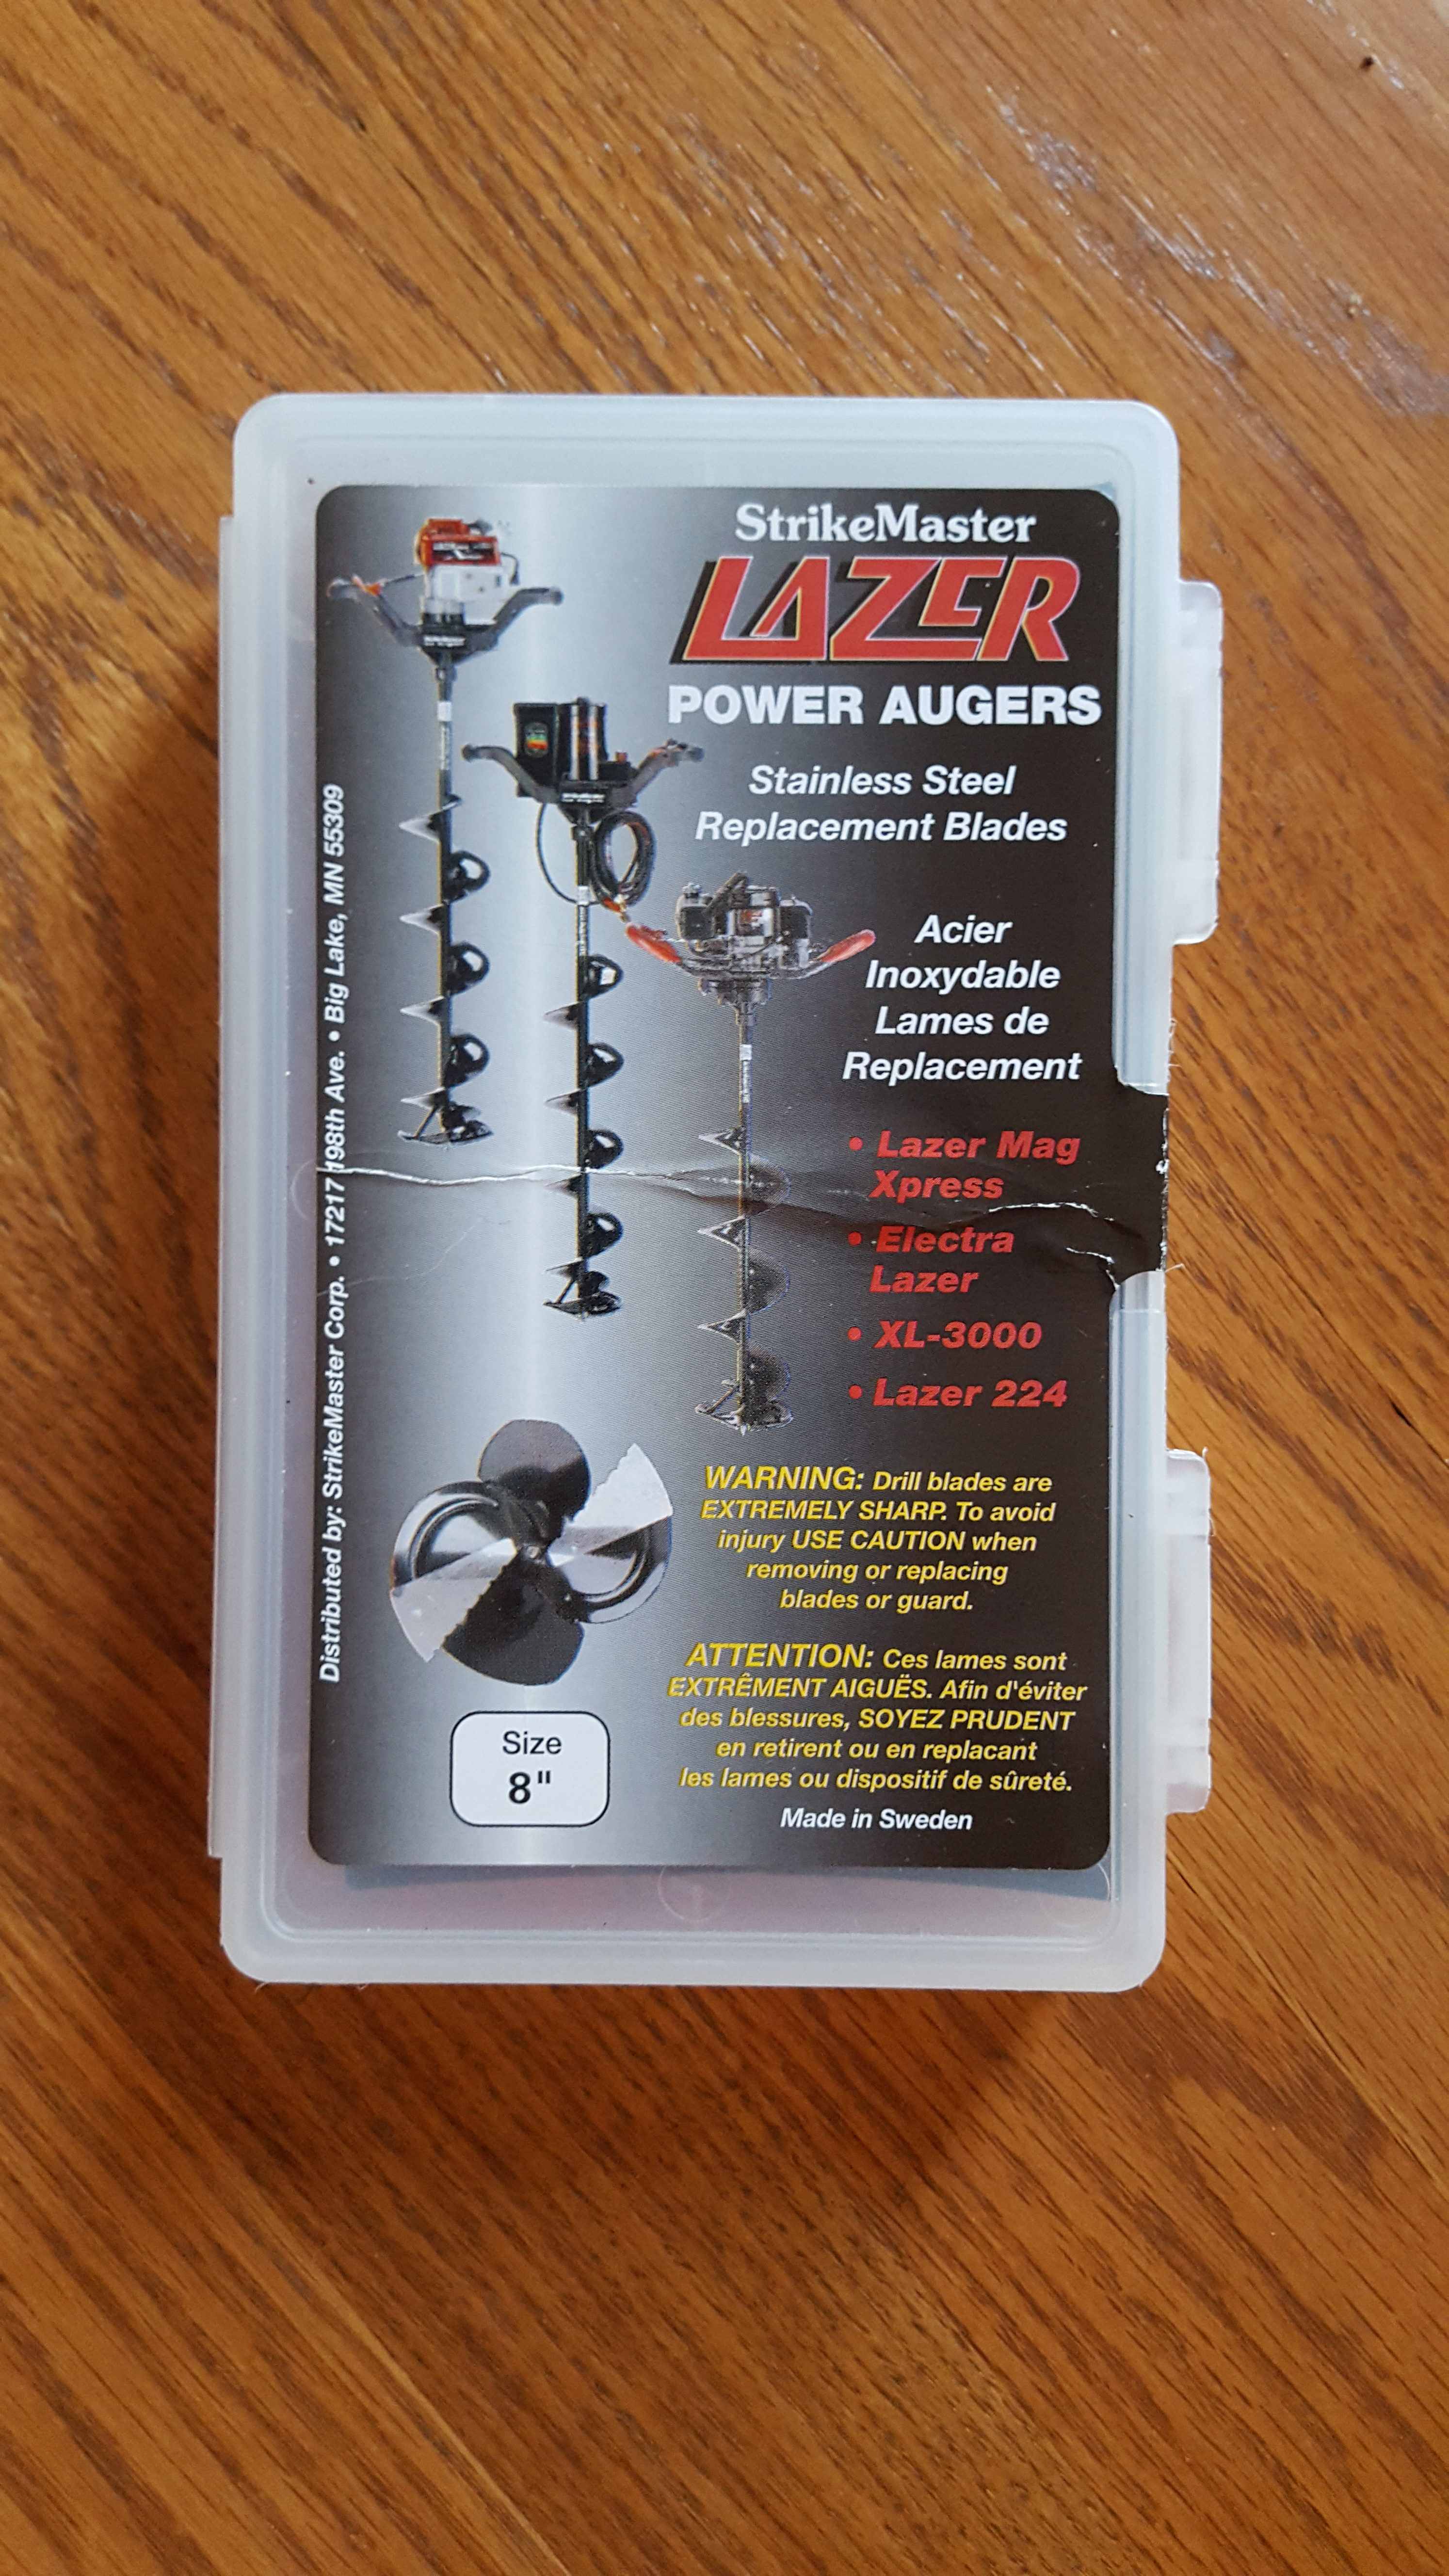 StrikeMaster
LAZER
POWER AUGERS
Stainless Steel
Replacement Blades
Acier
Inoxydable
Lames de
Replacement
• Lazer Mag
Xpress
• Electra
Lazer
• XL-3000
• Lazer 224
WARNING: Drill blades are
EXTREMELY SHARP. To avoid
injury USE CAUTION when
removing or replacing
blades or guard.
ATTENTION: Ces lames sont
EXTRÊMENT AIGUËS. Afin d'éviter
des blessures, SOYEZ PRUDENT
en retirent ou en replacant
les lames ou dispositif de sûreté.
Made in Sweden
Size
8"
Distributed by: StrikeMaster Corp. • 17217 198th Ave. • Big Lake, MN 55309